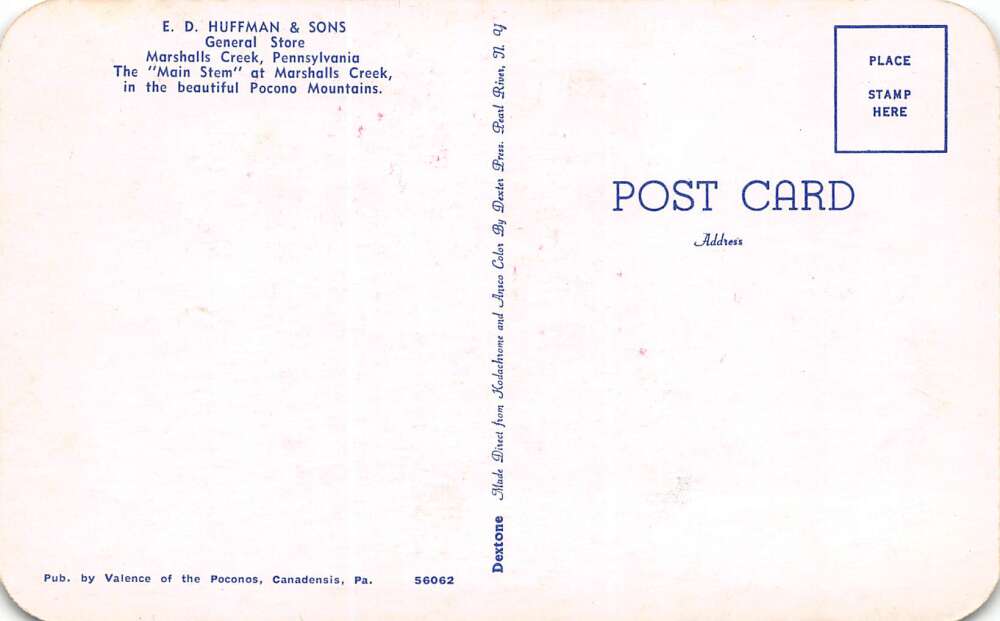 E. D. HUFFMAN & SONS
General Store
Marshalls Creek, Pennsylvania
The "Main Stem" at Marshalls Creek,
in the beautiful Pocono Mountains.
Pub. by Valence of the Poconos, Canadensis, Pa. 56062
Dextone Made Direct from Kodachrome and Ansco Color By Dexter Press. Pearl River, N. Y
PLACE
STAMP
HERE
POST CARD
Address